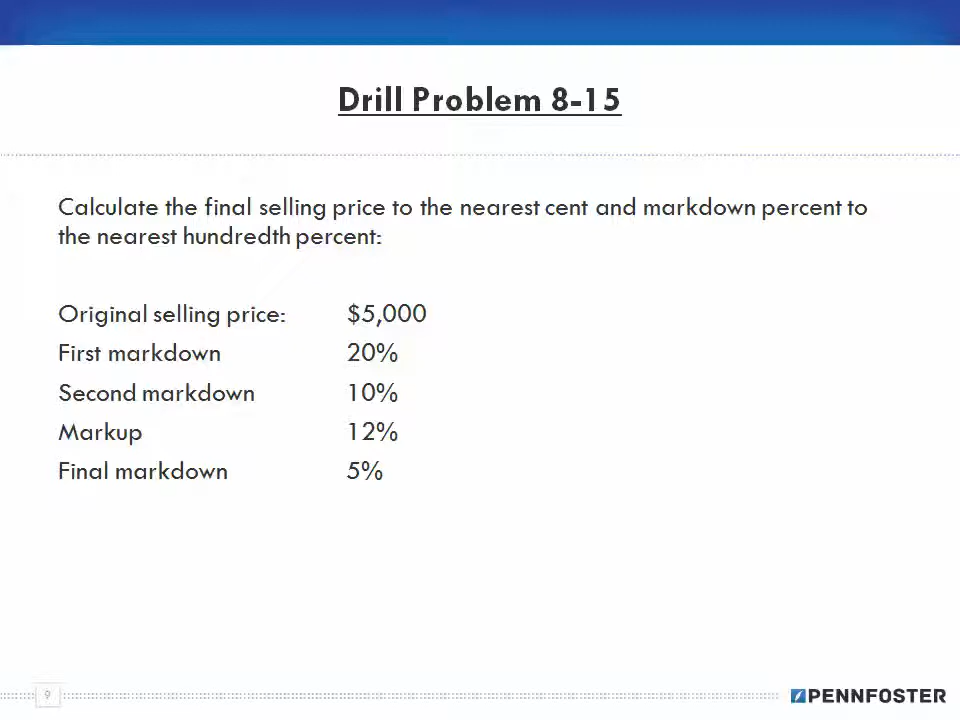 Drill Problem 8-15
Calculate the final selling price to the nearest cent and markdown percent to
the nearest hundredth percent:
Original selling price: $5,000
First markdown 20%
Second markdown 10%
Markup 12%
Final markdown 5%
9
PENNFOSTER